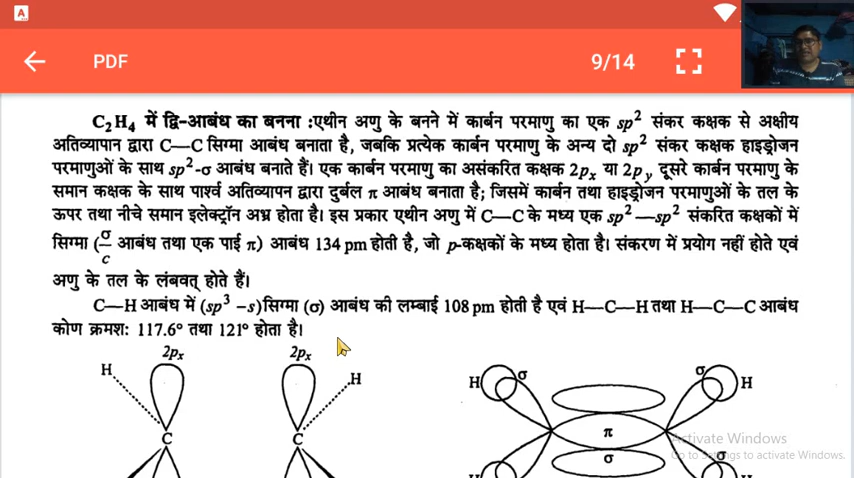 PDF
9/14
C₂H₄ में द्वि-आबंध का बनना :एथीन अणु के बनने में कार्बन परमाणु का एक sp² संकर कक्षक से अक्षीय
अतिव्यापान द्वारा C—C सिग्मा आबंध बनाता है, जबकि प्रत्येक कार्बन परमाणु के अन्य दो sp² संकर कक्षक हाइड्रोजन
परमाणुओं के साथ sp²-σ आबंध बनाते हैं। एक कार्बन परमाणु का असंकरित कक्षक 2pₓ या 2p_y दूसरे कार्बन परमाणु के
समान कक्षक के साथ पार्श्व अतिव्यापन द्वारा दुर्बल π आबंध बनाता है; जिसमें कार्बन तथा हाइड्रोजन परमाणुओं के तल के
ऊपर तथा नीचे समान इलेक्ट्रॉन अभ्र होता है। इस प्रकार एथीन अणु में C—C के मध्य एक sp²—sp² संकरित कक्षकों में
सिग्मा (σ/c आबंध तथा एक पाई π) आबंध 134 pm होती है, जो p-कक्षकों के मध्य होता है। संकरण में प्रयोग नहीं होते एवं
अणु के तल के लंबवत् होते हैं।
C—H आबंध में (sp³ –s)सिग्मा (σ) आबंध की लम्बाई 108 pm होती है एवं H—C—H तथा H—C—C आबंध
कोण क्रमश: 117.6° तथा 121° होता है।
2pₓ 2pₓ
H H H σ σ H
C C π
σ
H σ H
Activate Windows
Go to Settings to activate Windows.